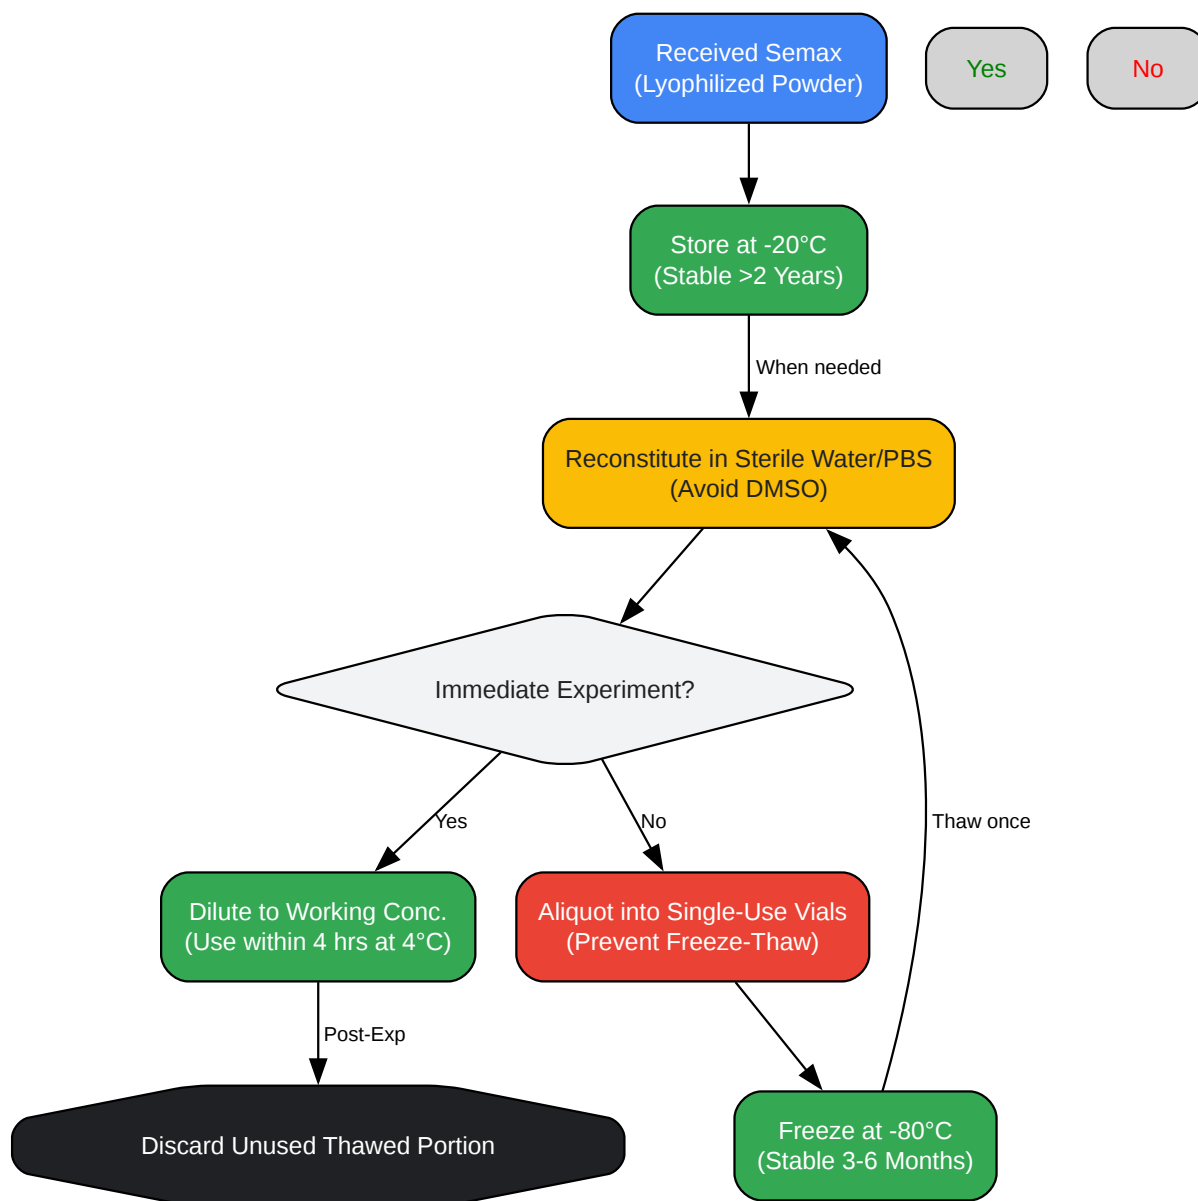 Received Semax
(Lyophilized Powder)
Yes
No
Store at -20°C
(Stable >2 Years)
When needed
Reconstitute in Sterile Water/PBS
(Avoid DMSO)
Immediate Experiment?
Yes
No
Thaw once
Dilute to Working Conc.
(Use within 4 hrs at 4°C)
Aliquot into Single-Use Vials
(Prevent Freeze-Thaw)
Post-Exp
Discard Unused Thawed Portion
Freeze at -80°C
(Stable 3-6 Months)